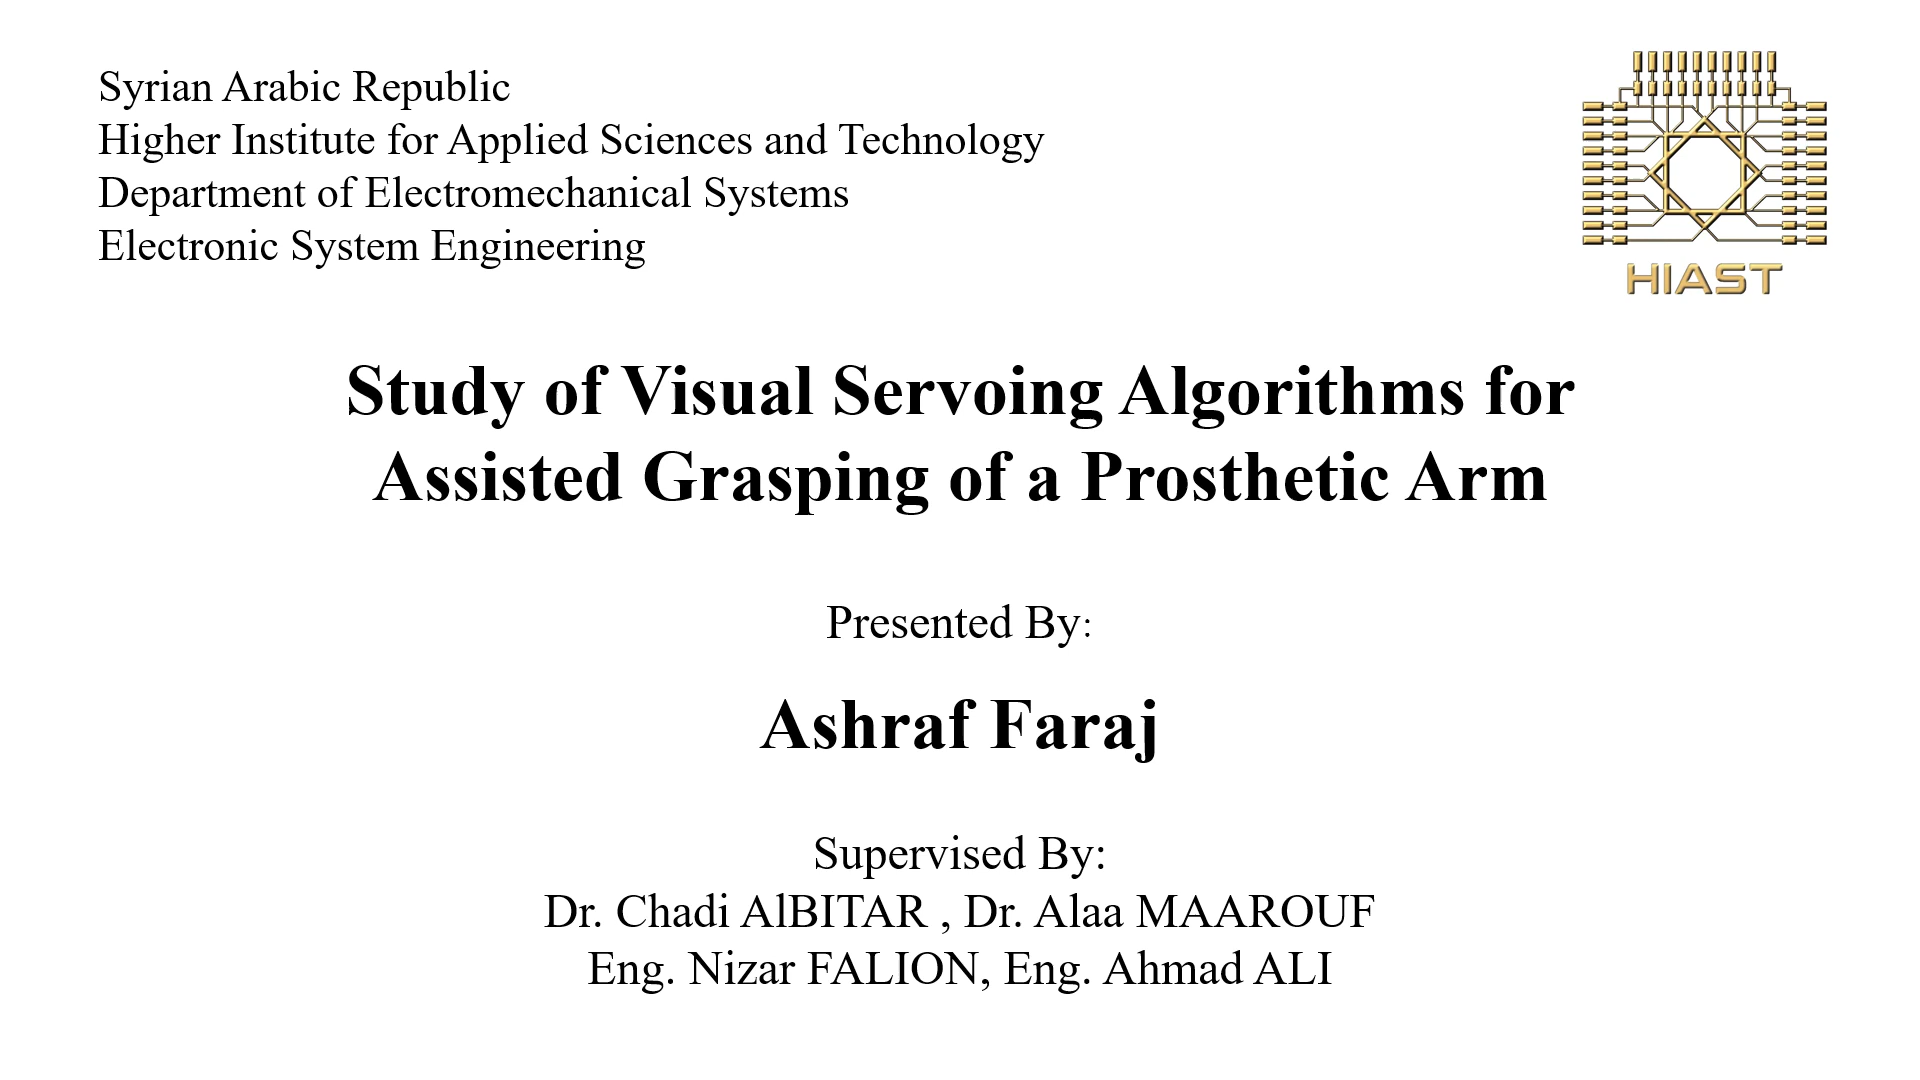 Syrian Arabic Republic
Higher Institute for Applied Sciences and Technology
Department of Electromechanical Systems
Electronic System Engineering
HIAST
Study of Visual Servoing Algorithms for
Assisted Grasping of a Prosthetic Arm
Presented By:
Ashraf Faraj
Supervised By:
Dr. Chadi AlBITAR , Dr. Alaa MAAROUF
Eng. Nizar FALION, Eng. Ahmad ALI